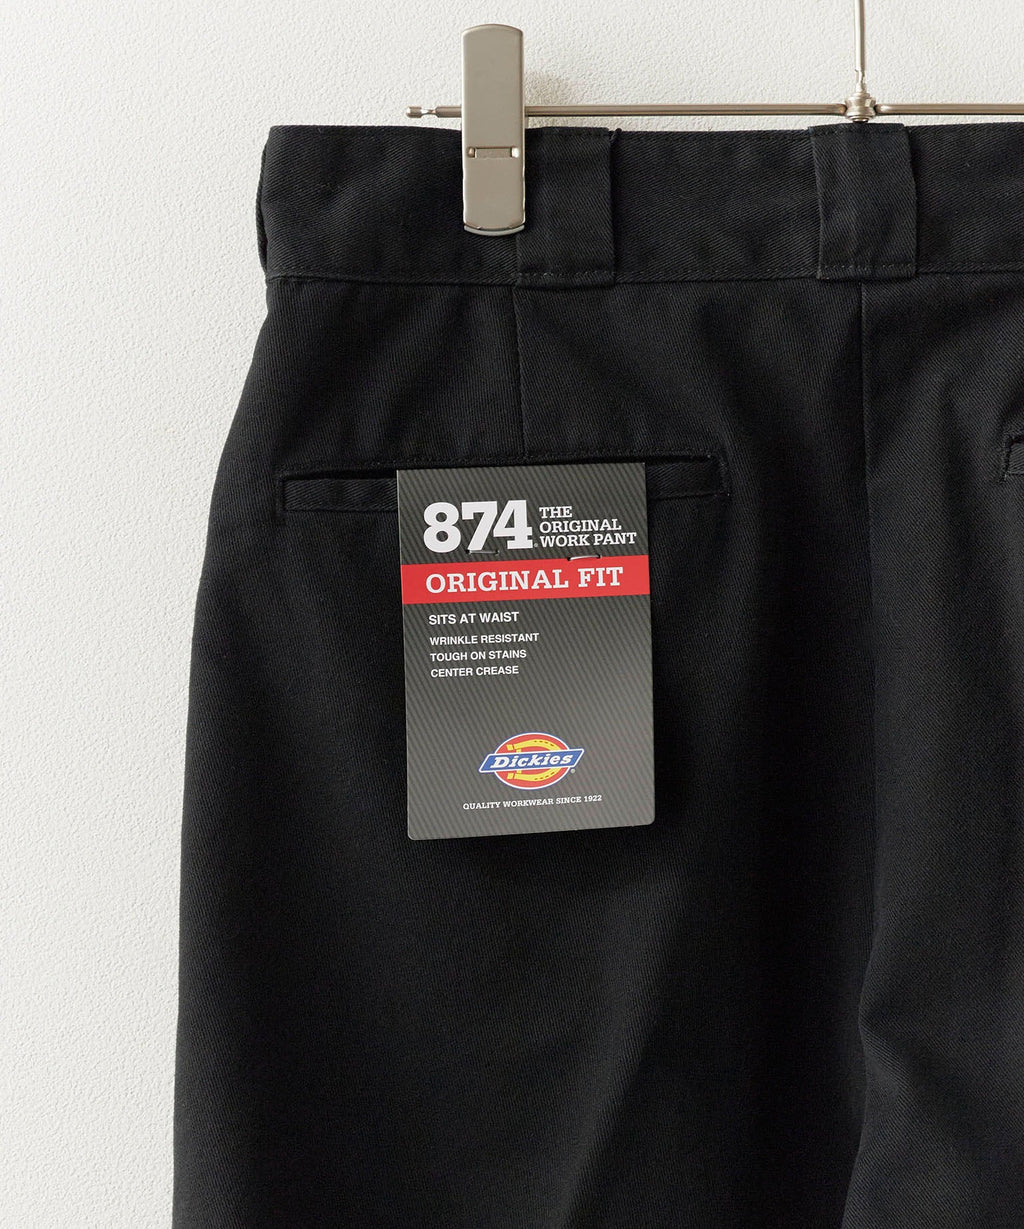 874® THE
ORIGINAL
WORK PANT
ORIGINAL FIT
SITS AT WAIST
WRINKLE RESISTANT
TOUGH ON STAINS
CENTER CREASE
Dickies®
QUALITY WORKWEAR SINCE 1922